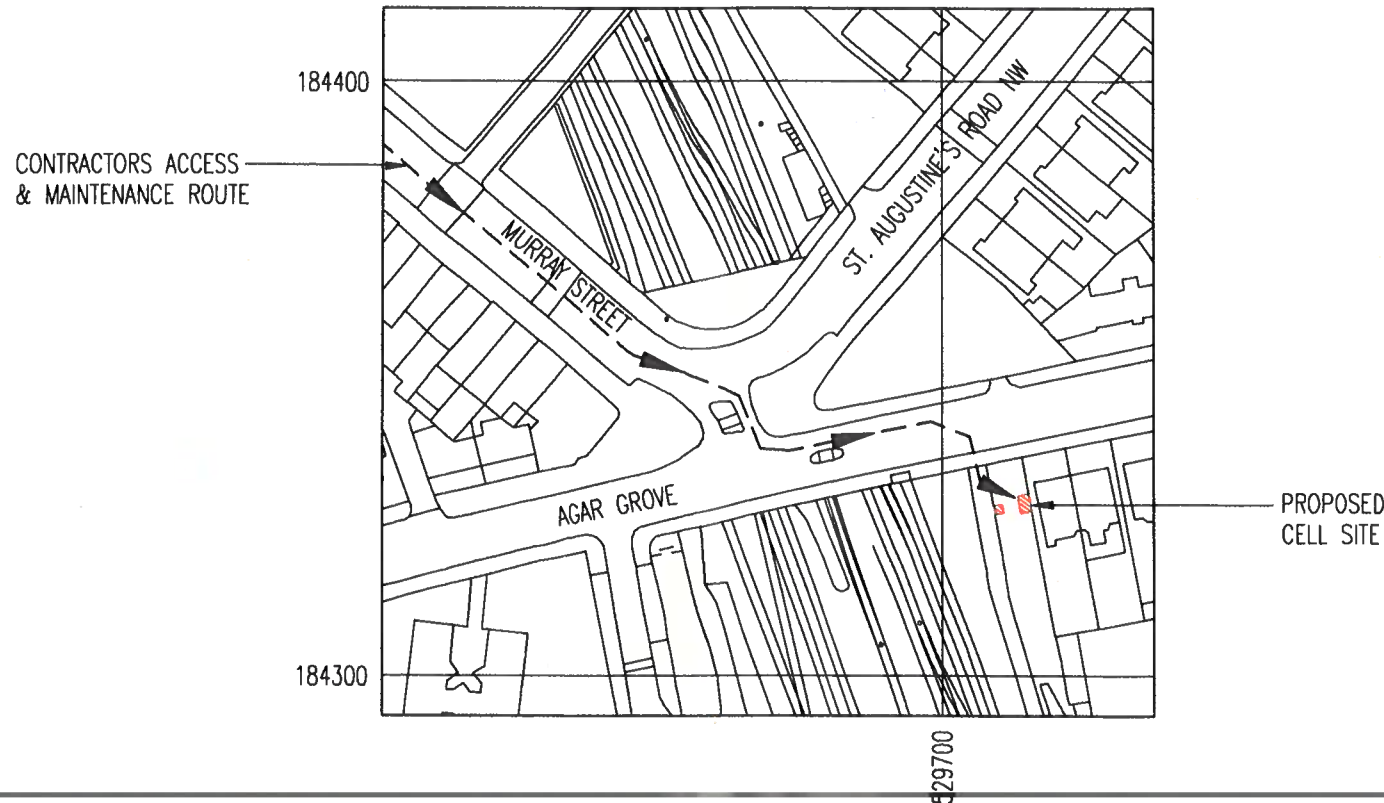 184400
CONTRACTORS ACCESS
& MAINTENANCE ROUTE
ST. AUGUSTINE'S ROAD NW
MURRAY STREET
AGAR GROVE
PROPOSED
CELL SITE
184300
529700